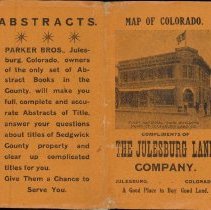 ABSTRACTS.
PARKER BROS., Jules-
burg, Colorado, owners
of the only set of Ab-
stract Books in the
County, will make you
full, complete and accu-
rate Abstracts of Title,
answer your questions
about titles of Sedgwick
County property and
clear up complicated
titles for you.
Give Them a Chance to
Serve You.
MAP OF COLORADO.
COMPLIMENTS OF
THE JULESBURG LAND
COMPANY.
JULESBURG, COLORADO
A Good Place to Buy Good Land.